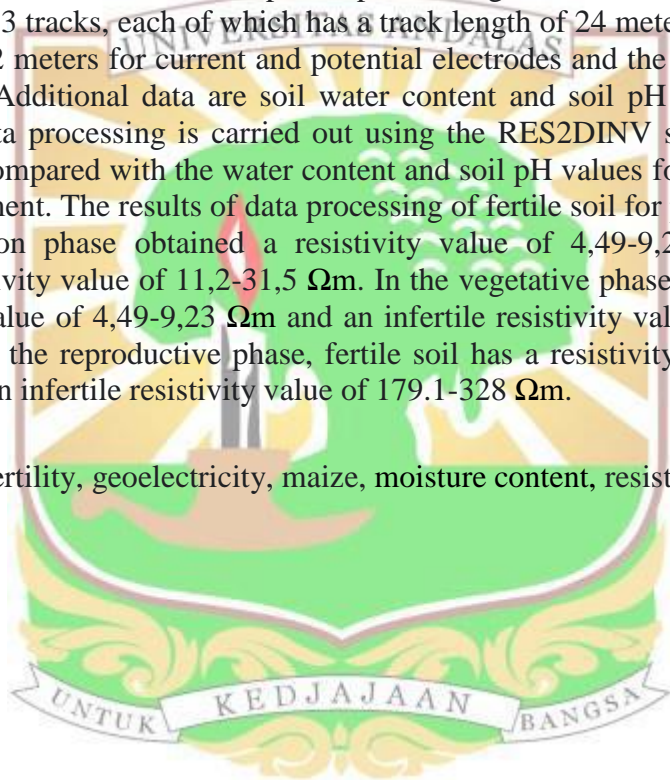 3 tracks, each of which has a track length of 24 mete
UNIVERSITAS ANDALAS
2 meters for current and potential electrodes and the
Additional data are soil water content and soil pH
ta processing is carried out using the RES2DINV s
ompared with the water content and soil pH values fo
nent. The results of data processing of fertile soil for
on phase obtained a resistivity value of 4,49-9,2
ivity value of 11,2-31,5 Ωm. In the vegetative phase
alue of 4,49-9,23 Ωm and an infertile resistivity val
the reproductive phase, fertile soil has a resistivity
n infertile resistivity value of 179.1-328 Ωm.
ertility, geoelectricity, maize, moisture content, resist
UNTUK KEDJAJAAN BANGSA